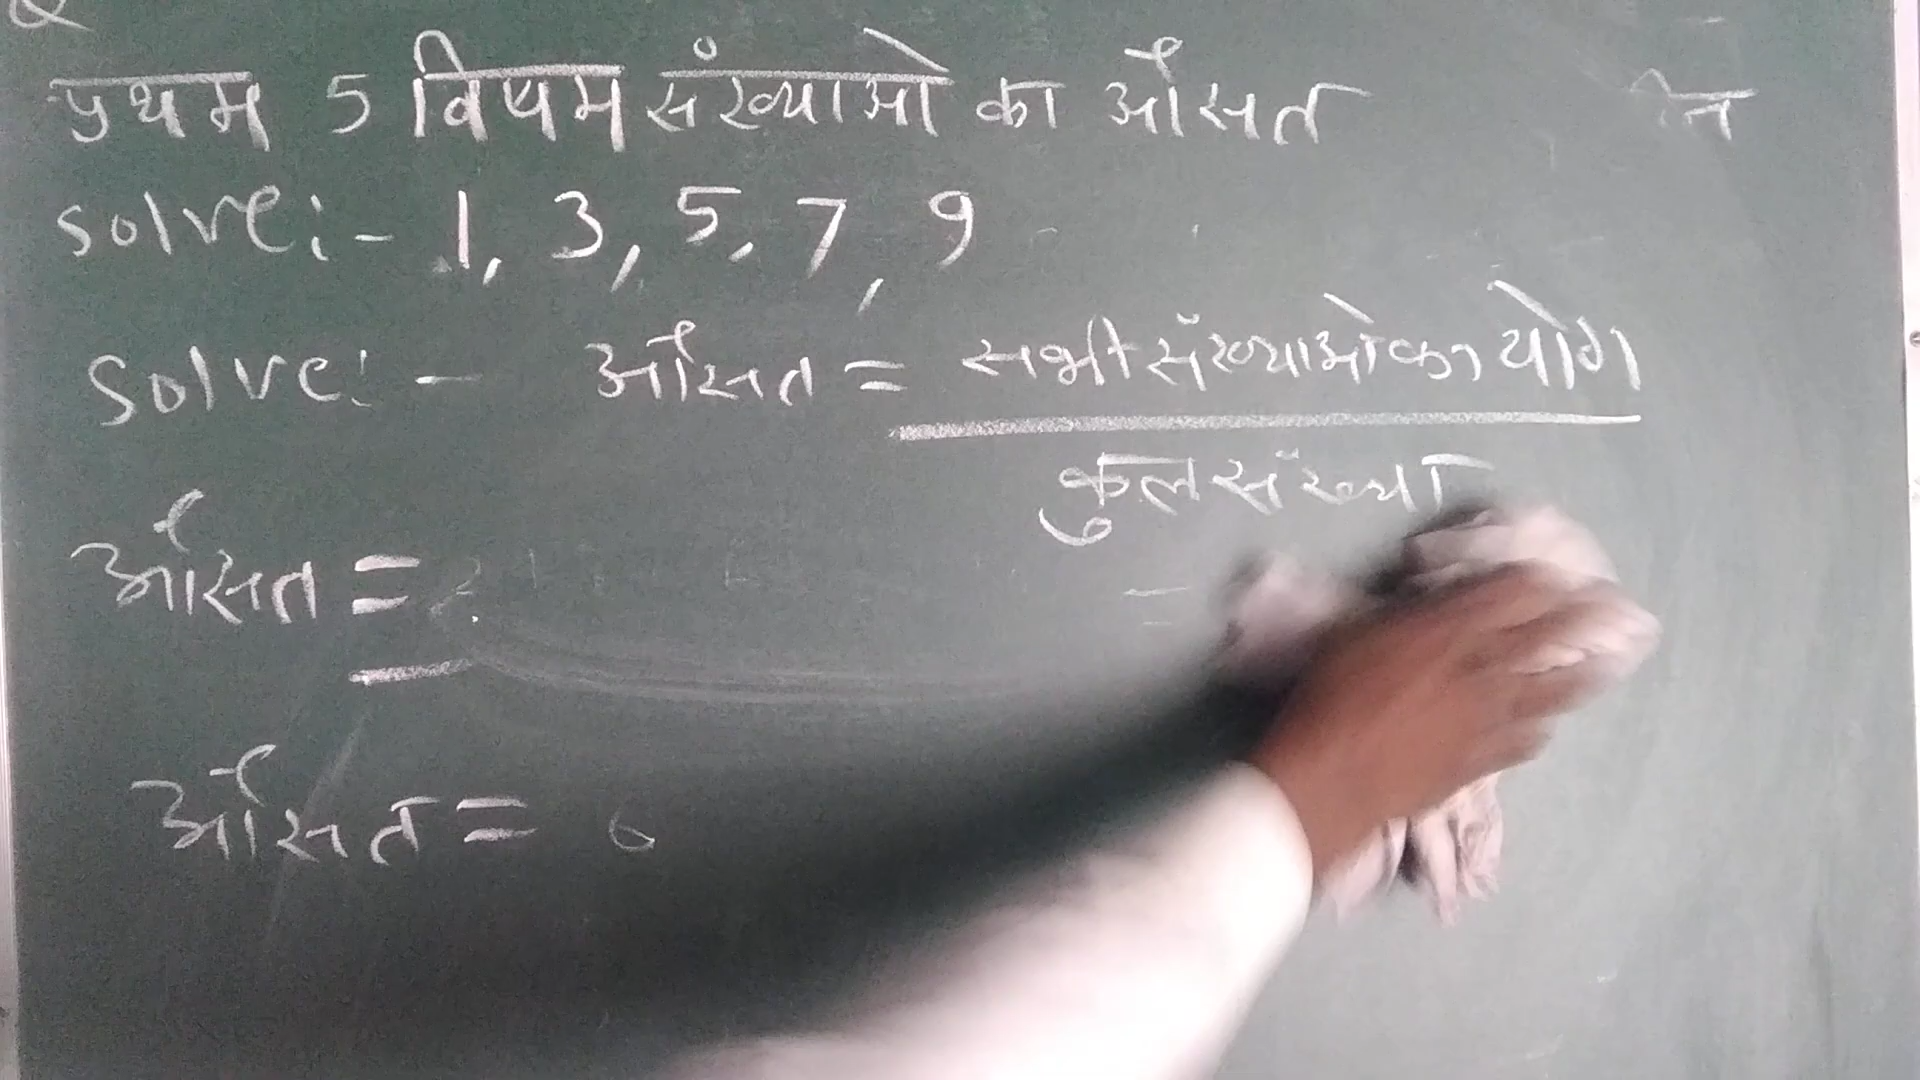 प्रथम 5 विषम संख्याओ का औसत
solve:- 1, 3, 5, 7, 9
solve:- औसत = सभी संख्याओ का योग
कुल संख्या
औसत =
औसत =